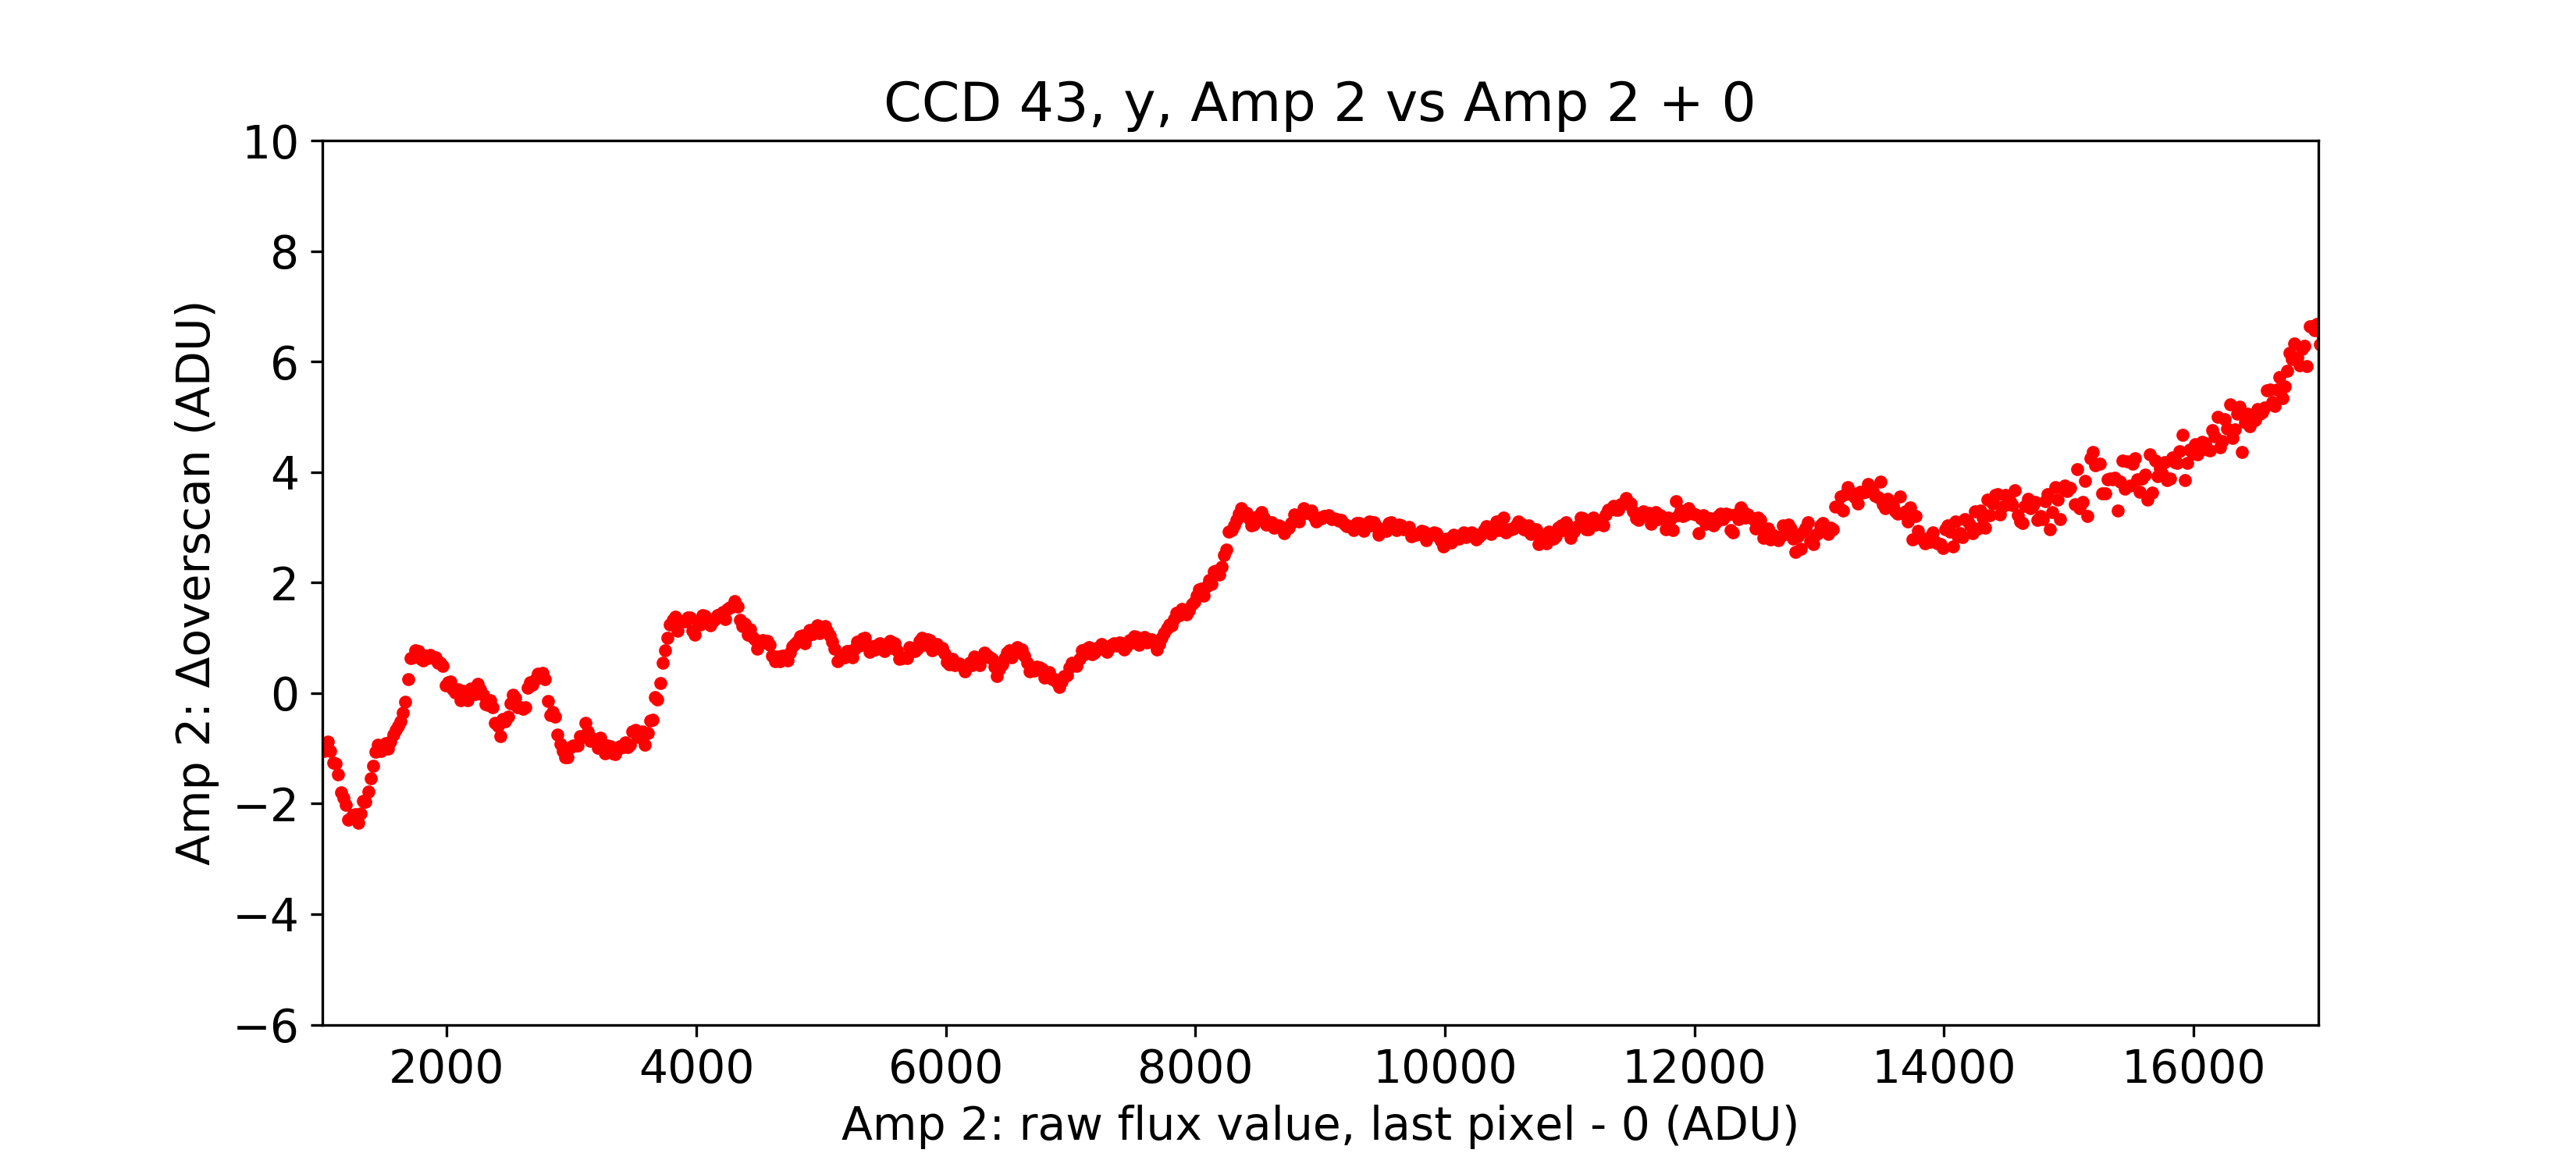 CCD 43, y, Amp 2 vs Amp 2 + 0
10
8
6
4
2
0
−2
−4
−6
Amp 2: Δoverscan (ADU)
2000 4000 6000 8000 10000 12000 14000 16000
Amp 2: raw flux value, last pixel - 0 (ADU)